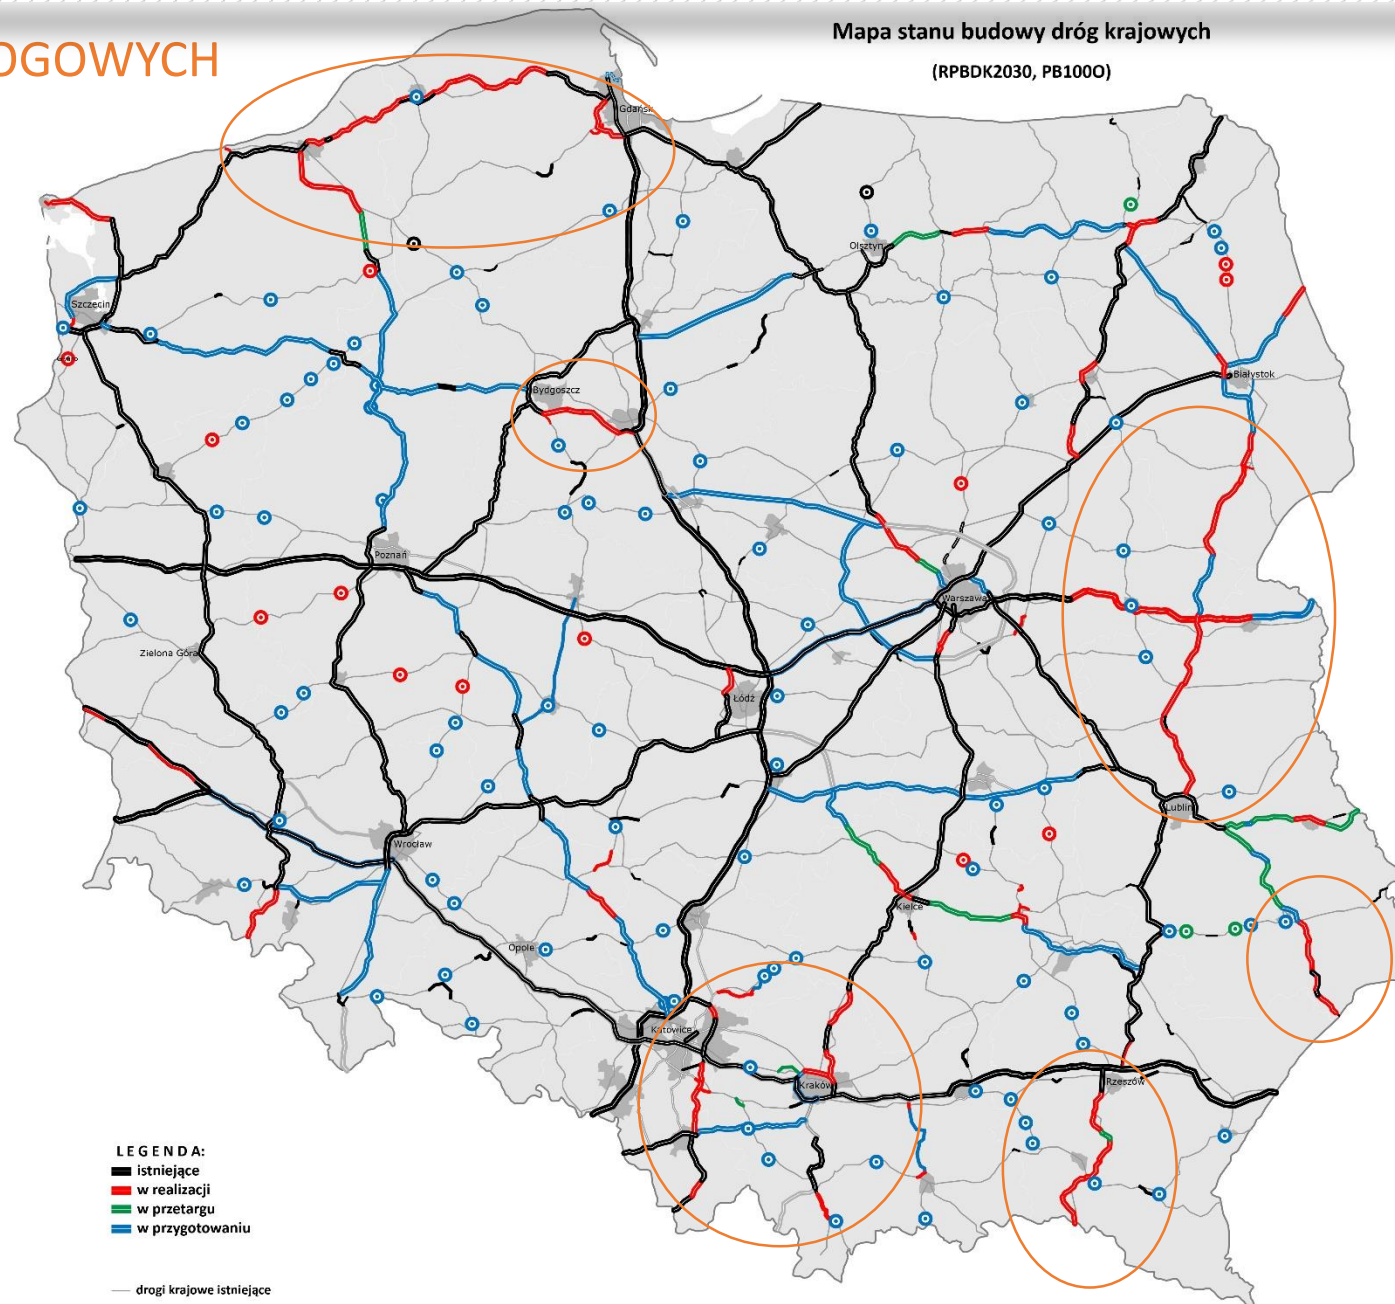 OGOWYCH
Mapa stanu budowy dróg krajowych
(RPBDK2030, PB100O)
Gdańsk
Olsztyn
Szczecin
Białystok
Bydgoszcz
Poznań
Warszawa
Zielona Góra
Łódź
Lublin
Wrocław
Kielce
Opole
Katowice
Kraków
Rzeszów
LEGENDA:
istniejące
w realizacji
w przetargu
w przygotowaniu
drogi krajowe istniejące